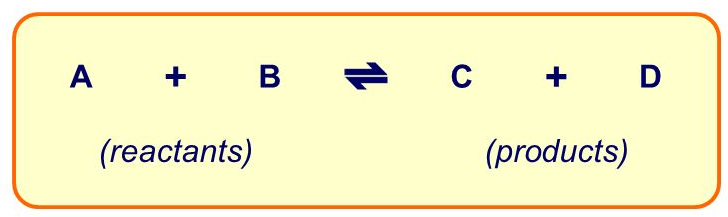 A + B ⇌ C + D
(reactants) (products)